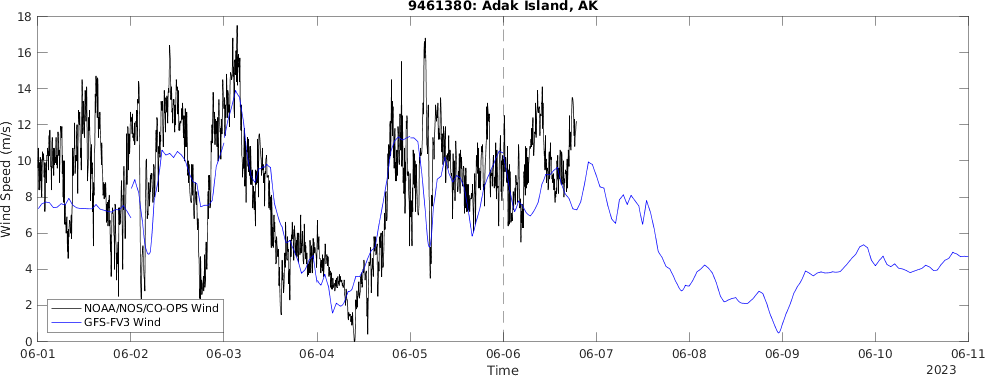 9461380: Adak Island, AK
Wind Speed (m/s)
18
16
14
12
10
8
6
4
2
0
NOAA/NOS/CO-OPS Wind
GFS-FV3 Wind
06-01 06-02 06-03 06-04 06-05 06-06 06-07 06-08 06-09 06-10 06-11
Time
2023